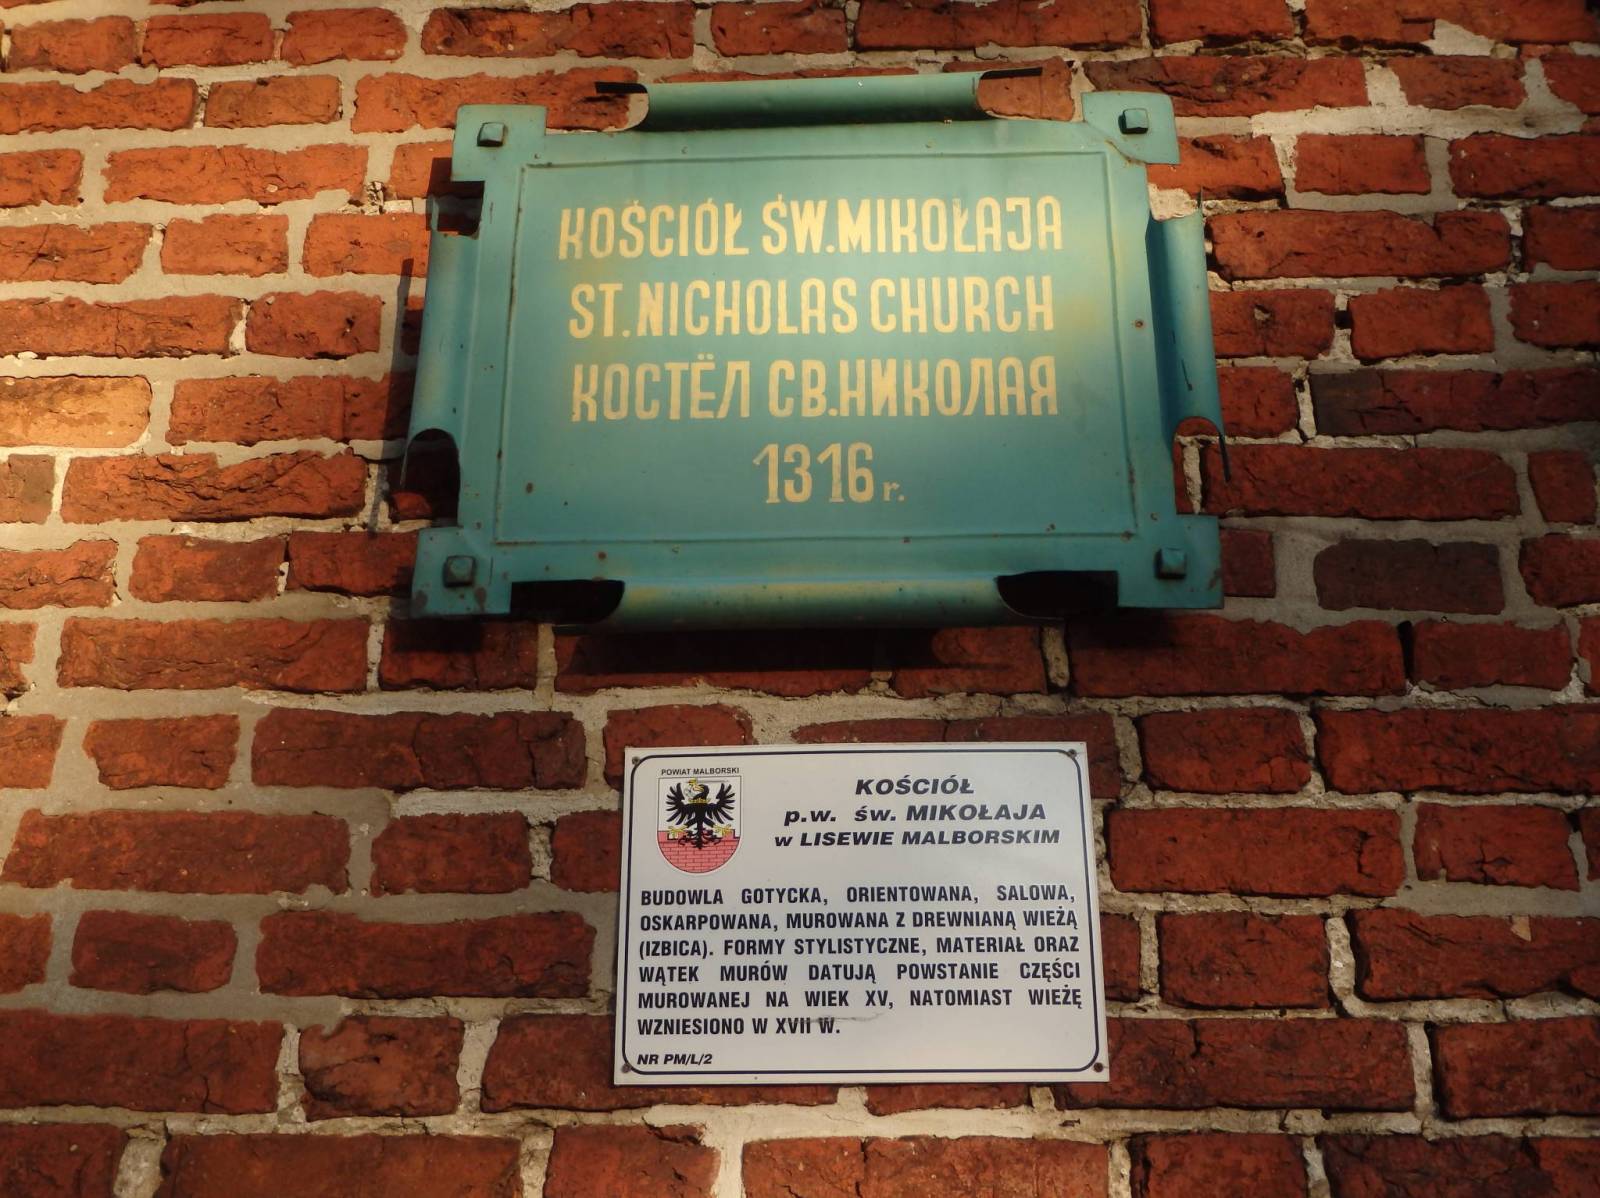 KOŚCIÓŁ ŚW.MIKOŁAJA
ST.NICHOLAS CHURCH
КОСТЁЛ СВ.НИКОЛАЯ
1316 r.
POWIAT MALBORSKI
KOŚCIÓŁ
p.w. św. MIKOŁAJA
w LISEWIE MALBORSKIM
BUDOWLA GOTYCKA, ORIENTOWANA, SALOWA,
OSKARPOWANA, MUROWANA Z DREWNIANĄ WIEŻĄ
(IZBICA). FORMY STYLISTYCZNE, MATERIAŁ ORAZ
WĄTEK MURÓW DATUJĄ POWSTANIE CZĘŚCI
MUROWANEJ NA WIEK XV, NATOMIAST WIEŻĘ
WZNIESIONO W XVII W.
NR PM/L/2